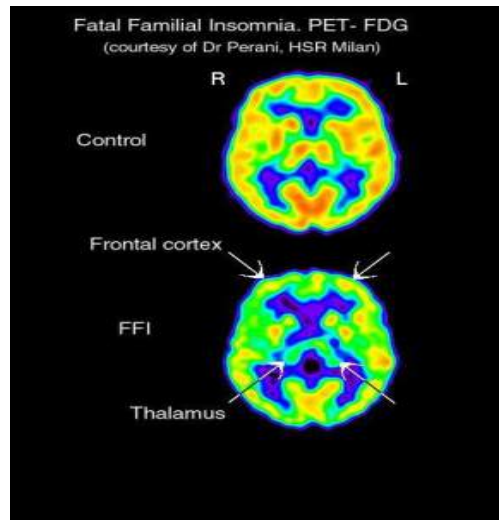 Fatal Familial Insomnia. PET- FDG
(courtesy of Dr Perani, HSR Milan)
R L
Control
Frontal cortex
FFI
Thalamus